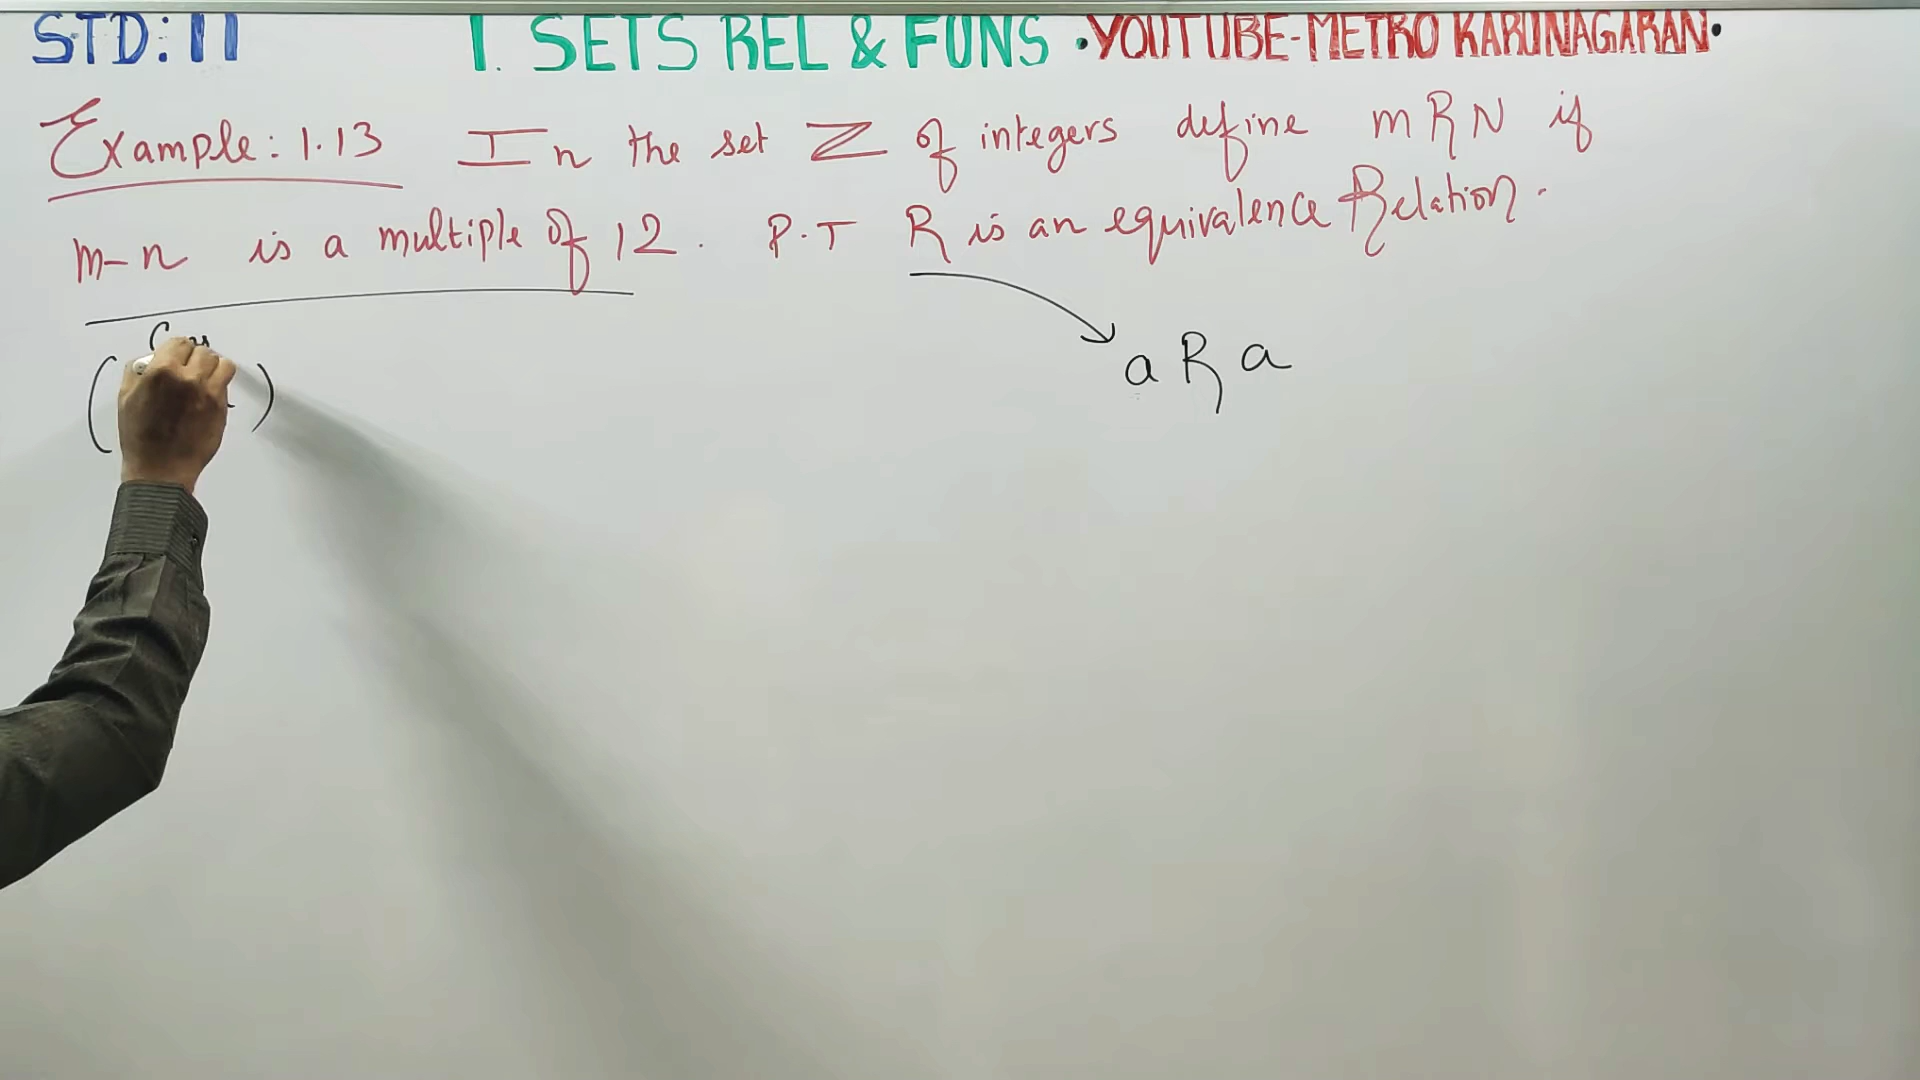 STD: 11 1. SETS REL & FUNS •YOUTUBE-METRO KARUNAGARAN•
Example: 1.13 In the set Z of integers define mRN if
m-n is a multiple of 12. P.T R is an equivalence Relation.
a R a